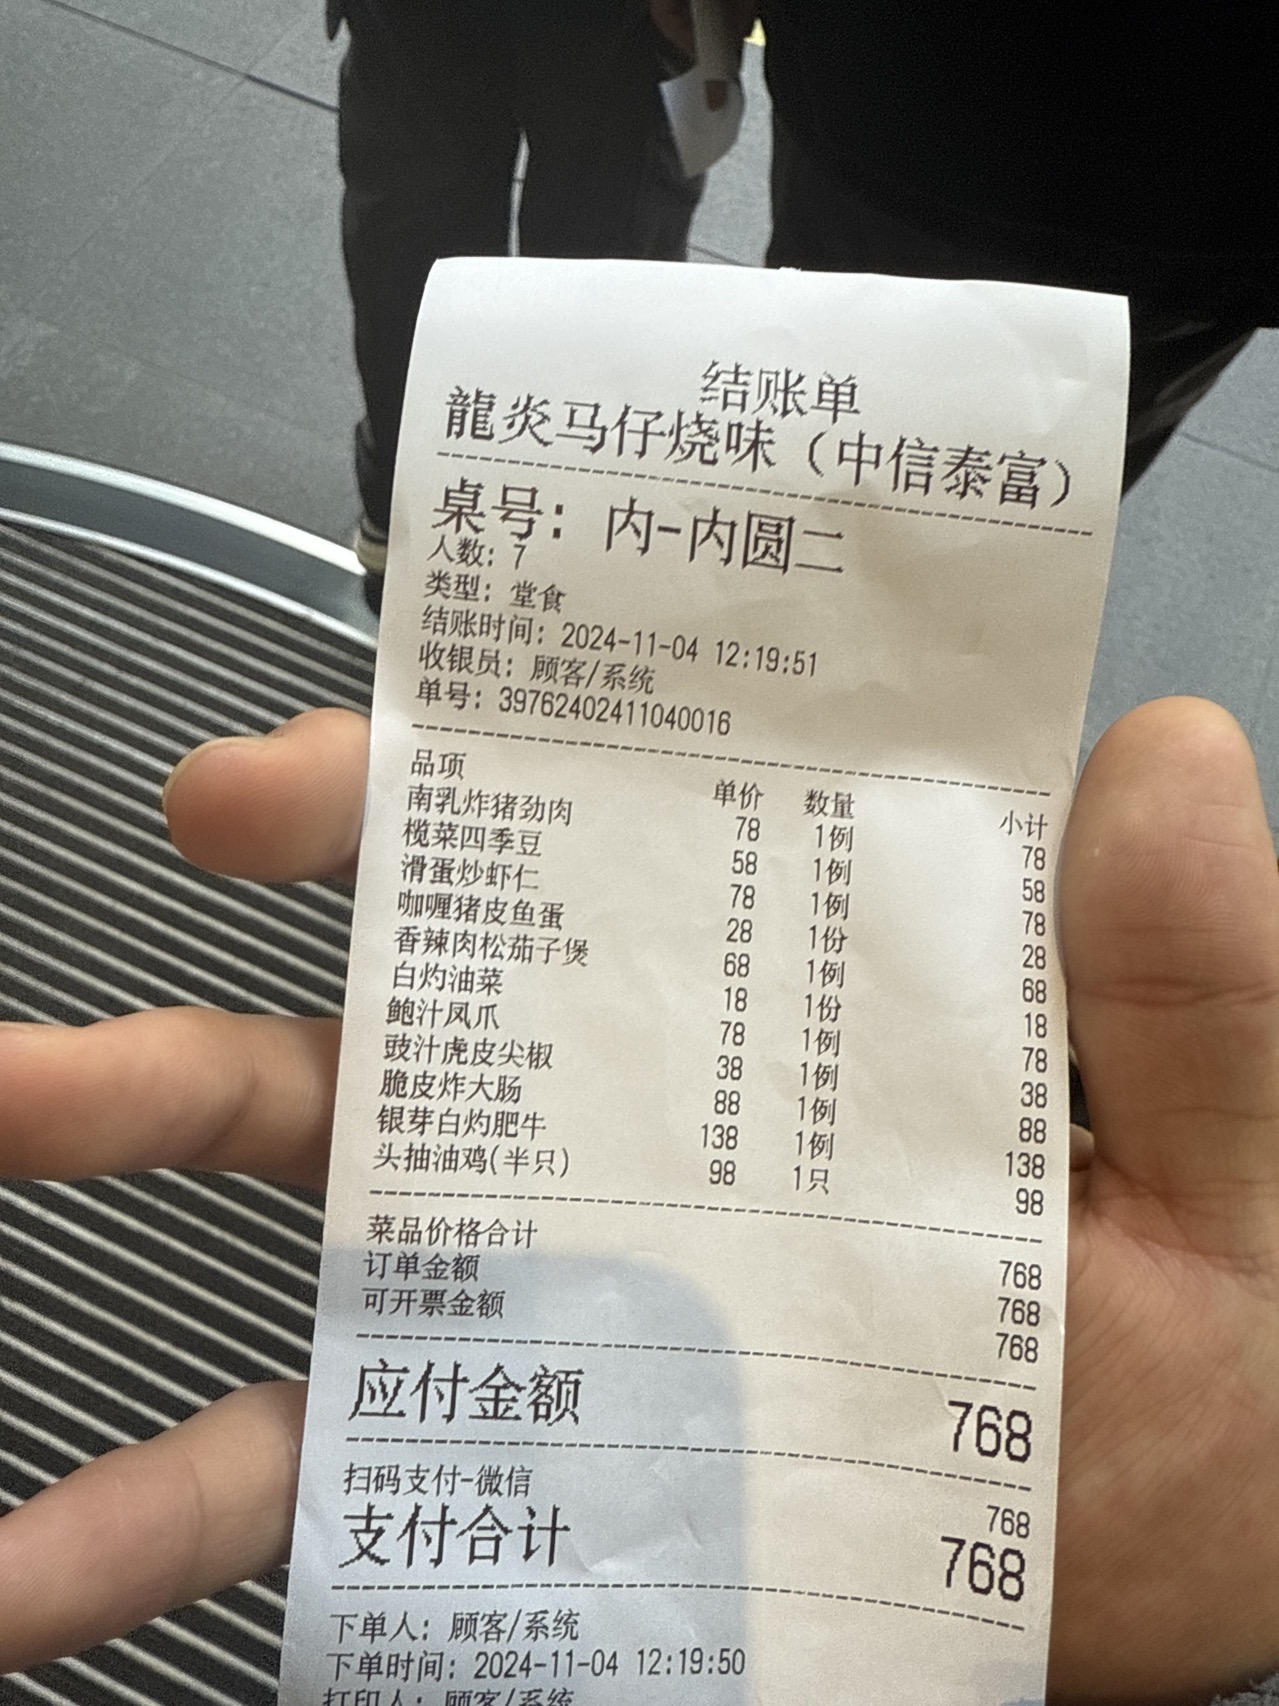 结账单
龍炎马仔烧味（中信泰富）
桌号：内-内圆二
人数：7
类型：堂食
结账时间：2024-11-04 12:19:51
收银员：顾客/系统
单号：39762402411040016
品项 单价 数量 小计
南乳炸猪劲肉 78 1例 78
榄菜四季豆 58 1例 58
滑蛋炒虾仁 78 1例 78
咖喱猪皮鱼蛋 28 1份 28
香辣肉松茄子煲 68 1例 68
白灼油菜 18 1份 18
鲍汁凤爪 78 1例 78
豉汁虎皮尖椒 38 1例 38
脆皮炸大肠 88 1例 88
银芽白灼肥牛 138 1例 138
头抽油鸡(半只) 98 1只 98
菜品价格合计 768
订单金额 768
可开票金额 768
应付金额 768
扫码支付-微信 768
支付合计 768
下单人：顾客/系统
下单时间：2024-11-04 12:19:50
打印人：顾客/系统